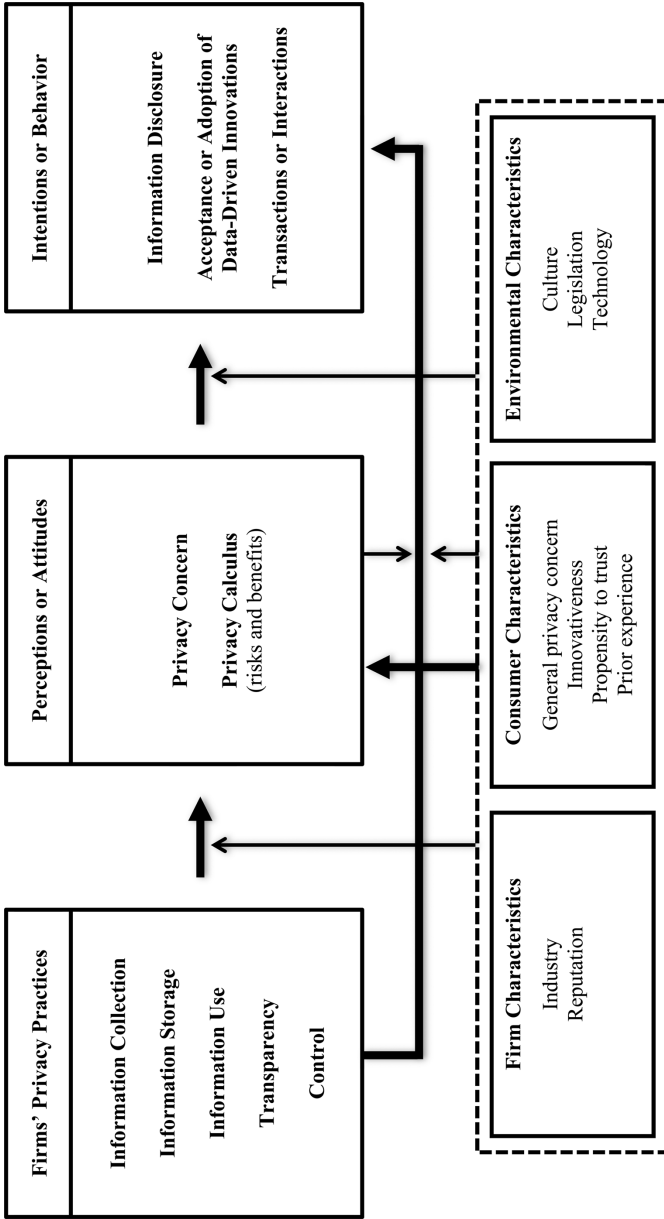 Firms’ Privacy Practices
Information Collection
Information Storage
Information Use
Transparency
Control
Perceptions or Attitudes
Privacy Concern
Privacy Calculus
(risks and benefits)
Intentions or Behavior
Information Disclosure
Acceptance or Adoption of
Data-Driven Innovations
Transactions or Interactions
Firm Characteristics
Industry
Reputation
Consumer Characteristics
General privacy concern
Innovativeness
Propensity to trust
Prior experience
Environmental Characteristics
Culture
Legislation
Technology